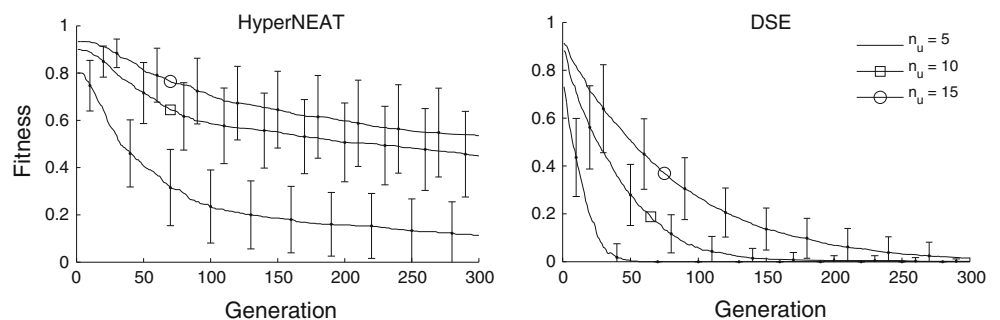 HyperNEAT
DSE
1
0.8
0.6
0.4
0.2
0
Fitness
0 50 100 150 200 250 300
Generation
1
0.8
0.6
0.4
0.2
0
0 50 100 150 200 250 300
Generation
n_u = 5
n_u = 10
n_u = 15